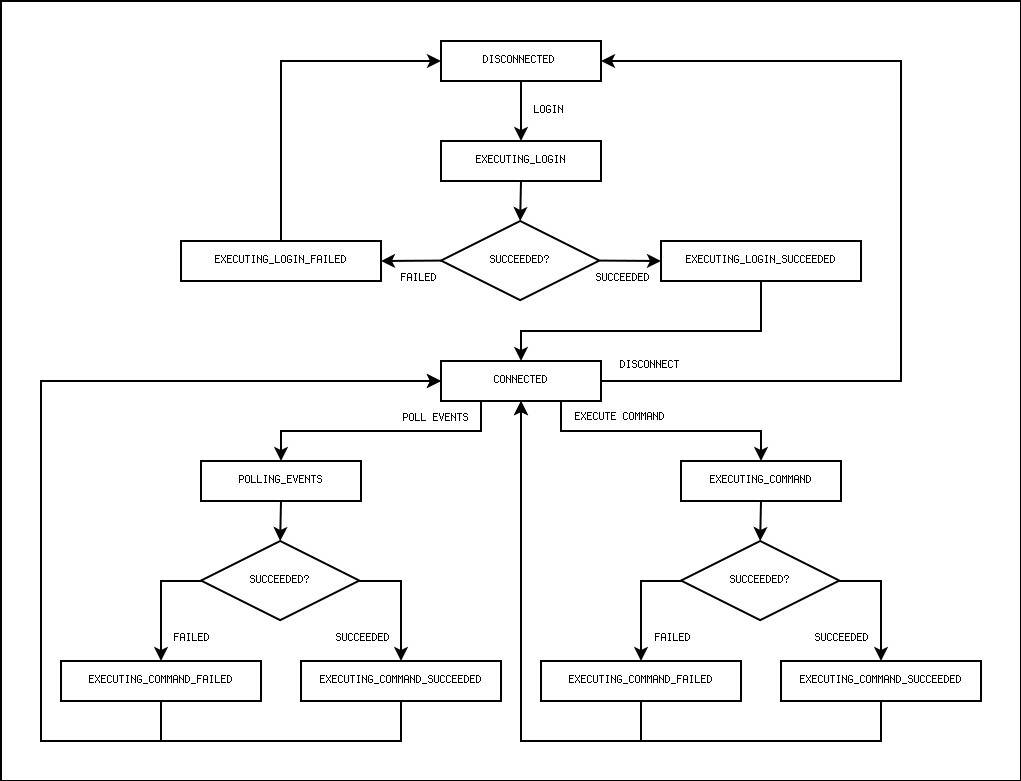 DISCONNECTED
LOGIN
EXECUTING_LOGIN
EXECUTING_LOGIN_FAILED
SUCCEEDED?
EXECUTING_LOGIN_SUCCEEDED
FAILED
SUCCEEDED
DISCONNECT
CONNECTED
POLL EVENTS
EXECUTE COMMAND
POLLING_EVENTS
EXECUTING_COMMAND
SUCCEEDED?
SUCCEEDED?
FAILED
SUCCEEDED
FAILED
SUCCEEDED
EXECUTING_COMMAND_FAILED
EXECUTING_COMMAND_SUCCEEDED
EXECUTING_COMMAND_FAILED
EXECUTING_COMMAND_SUCCEEDED